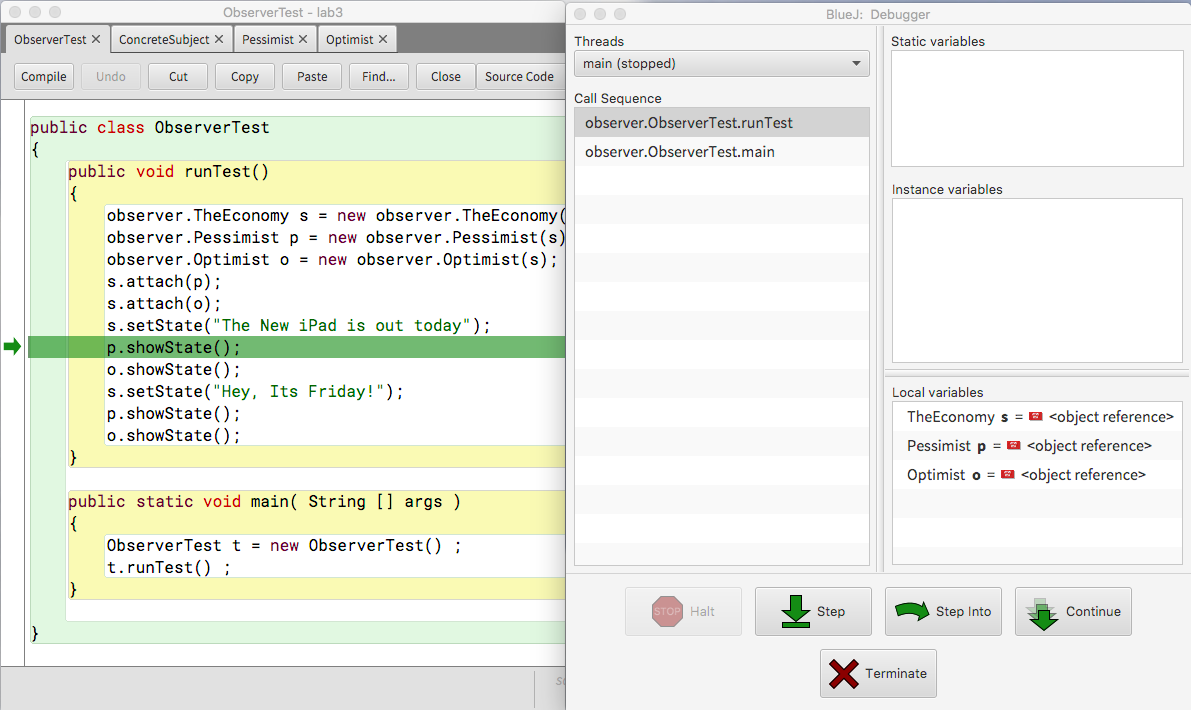 ObserverTest - lab3
ObserverTest ConcreteSubject Pessimist Optimist
Compile Undo Cut Copy Paste Find... Close Source Code
public class ObserverTest
{
public void runTest()
{
observer.TheEconomy s = new observer.TheEconomy(
observer.Pessimist p = new observer.Pessimist(s)
observer.Optimist o = new observer.Optimist(s);
s.attach(p);
s.attach(o);
s.setState("The New iPad is out today");
p.showState();
o.showState();
s.setState("Hey, Its Friday!");
p.showState();
o.showState();
}
public static void main( String [] args )
{
ObserverTest t = new ObserverTest() ;
t.runTest() ;
}
}
BlueJ: Debugger
Threads
main (stopped)
Call Sequence
observer.ObserverTest.runTest
observer.ObserverTest.main
Static variables
Instance variables
Local variables
TheEconomy s = <object reference>
Pessimist p = <object reference>
Optimist o = <object reference>
STOP Halt Step Step Into Continue
Terminate